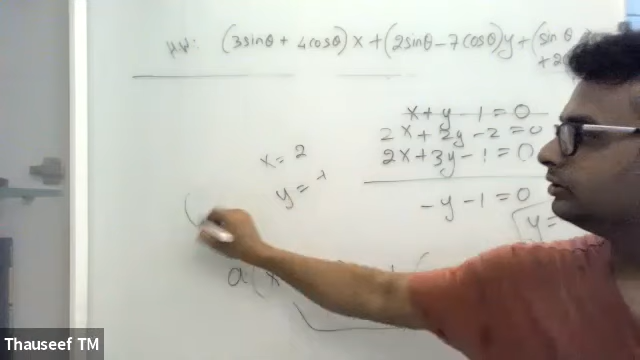 HW: (3sinθ + 4cosθ)x + (2sinθ - 7cosθ)y + (sinθ
+2
x + y - 1 = 0
2x + 2y - 2 = 0
2x + 3y - 1 = 0
x = 2
y = -1
-y - 1 = 0
y =
a(x
Thauseef TM